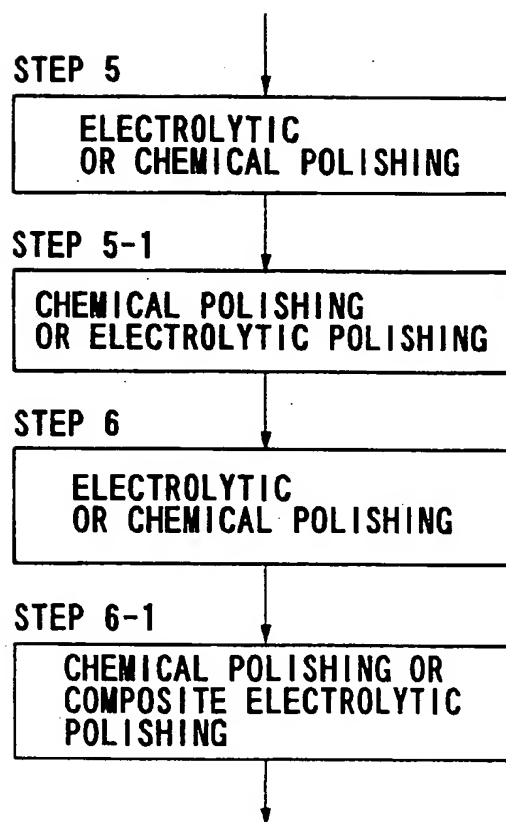 STEP 5
ELECTROLYTIC
OR CHEMICAL POLISHING
STEP 5-1
CHEMICAL POLISHING
OR ELECTROLYTIC POLISHING
STEP 6
ELECTROLYTIC
OR CHEMICAL POLISHING
STEP 6-1
CHEMICAL POLISHING OR
COMPOSITE ELECTROLYTIC
POLISHING